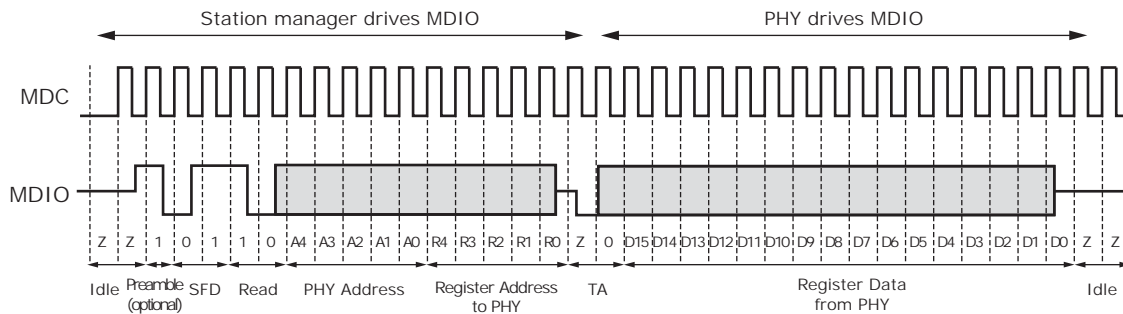 Station manager drives MDIO PHY drives MDIO
MDC
MDIO
Z Z 1 0 1 1 0 A4 A3 A2 A1 A0 R4 R3 R2 R1 R0 Z 0 D15 D14 D13 D12 D11 D10 D9 D8 D7 D6 D5 D4 D3 D2 D1 D0 Z Z
Idle Preamble (optional) SFD Read PHY Address Register Address to PHY TA Register Data from PHY Idle